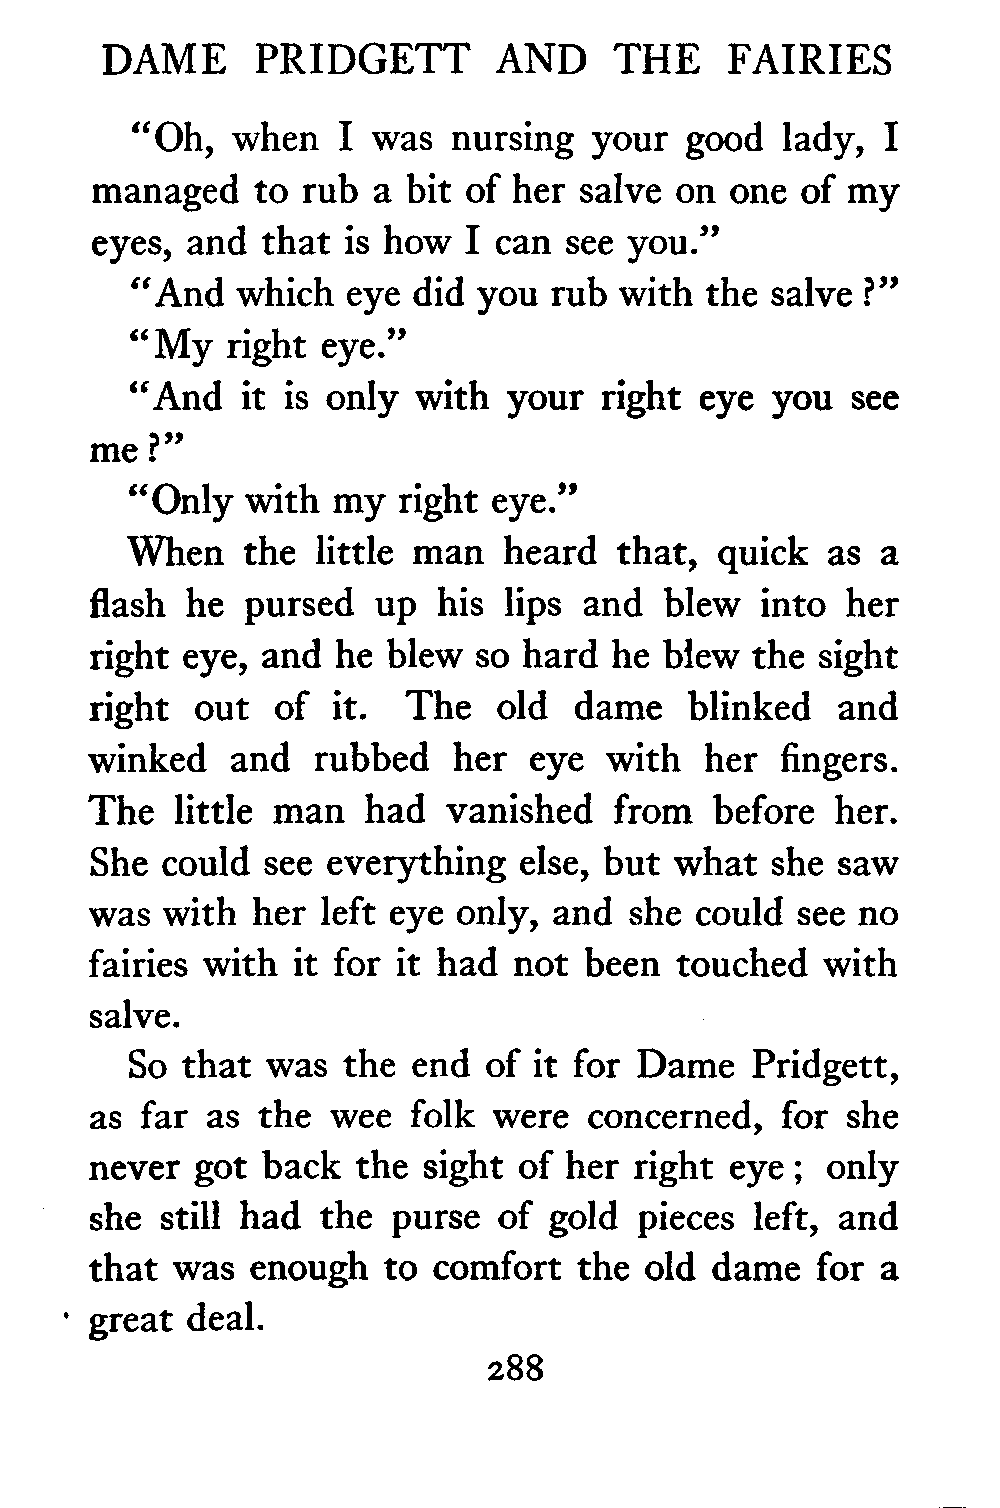 DAME PRIDGETT AND THE FAIRIES
“Oh, when I was nursing your good lady, I
managed to rub a bit of her salve on one of my
eyes, and that is how I can see you.”
“And which eye did you rub with the salve ?”
“My right eye.”
“And it is only with your right eye you see
me ?”
“Only with my right eye.”
When the little man heard that, quick as a
flash he pursed up his lips and blew into her
right eye, and he blew so hard he blew the sight
right out of it. The old dame blinked and
winked and rubbed her eye with her fingers.
The little man had vanished from before her.
She could see everything else, but what she saw
was with her left eye only, and she could see no
fairies with it for it had not been touched with
salve.
So that was the end of it for Dame Pridgett,
as far as the wee folk were concerned, for she
never got back the sight of her right eye ; only
she still had the purse of gold pieces left, and
that was enough to comfort the old dame for a
great deal.
288